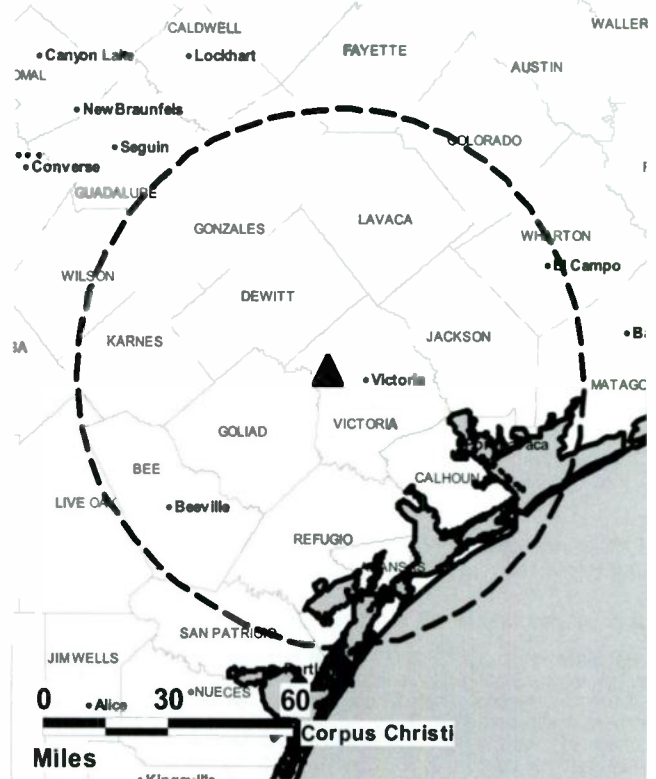 CALDWELL
WALLER
Canyon Lake
Lockhart
FAYETTE
AUSTIN
OMAL
New Braunfels
Seguin
COLORADO
Converse
GUADALUPE
LAVACA
GONZALES
WHARTON
El Campo
WILSON
DEWITT
JACKSON
KARNES
Victoria
MATAGO
VICTORIA
GOLIAD
BEE
CALHOUN
LIVE OAK
Beeville
REFUGIO
ARANSAS
SAN PATRICIO
JIM WELLS
NUECES
0 30 60
Alice
Corpus Christi
Miles